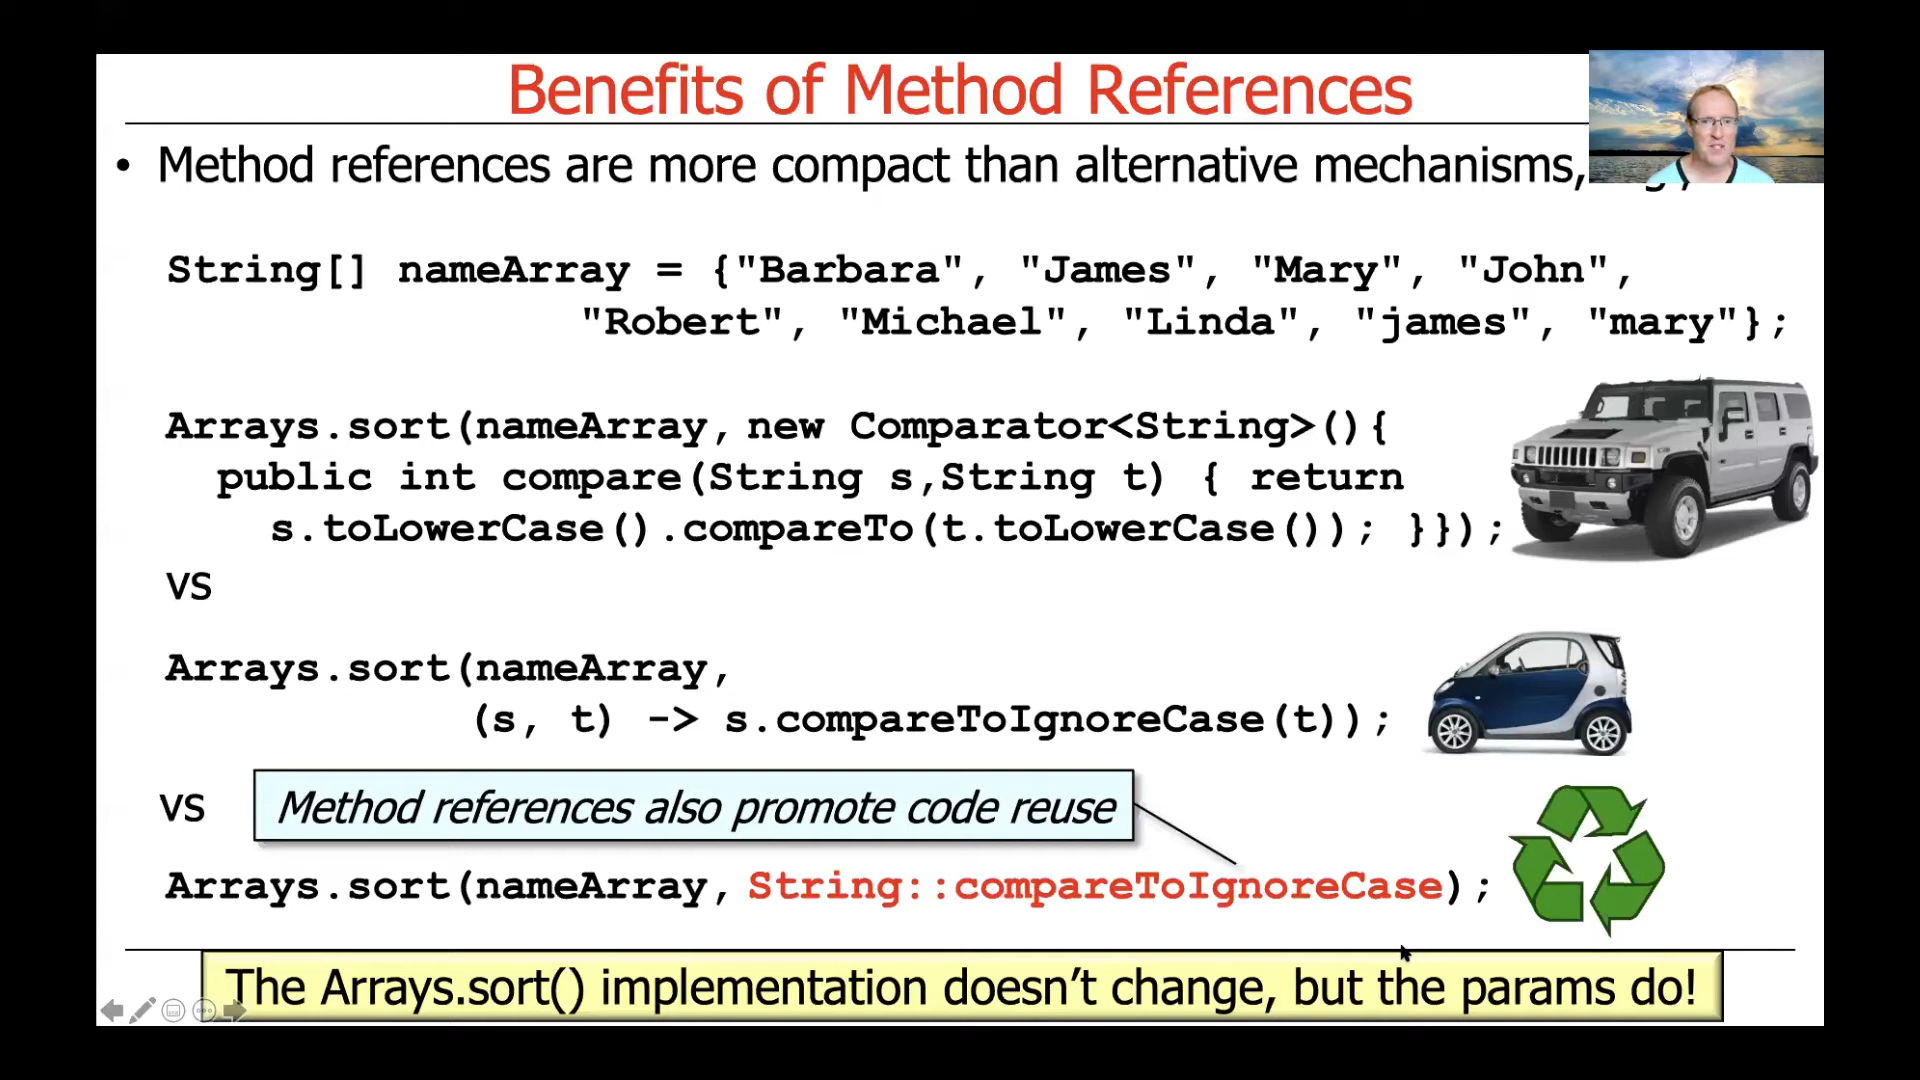 Benefits of Method References
• Method references are more compact than alternative mechanisms,
String[] nameArray = {"Barbara", "James", "Mary", "John",
"Robert", "Michael", "Linda", "james", "mary"};
Arrays.sort(nameArray, new Comparator<String>(){
public int compare(String s,String t) { return
s.toLowerCase().compareTo(t.toLowerCase()); }});
VS
Arrays.sort(nameArray,
(s, t) -> s.compareToIgnoreCase(t));
VS
Method references also promote code reuse
Arrays.sort(nameArray, String::compareToIgnoreCase);
The Arrays.sort() implementation doesn’t change, but the params do!